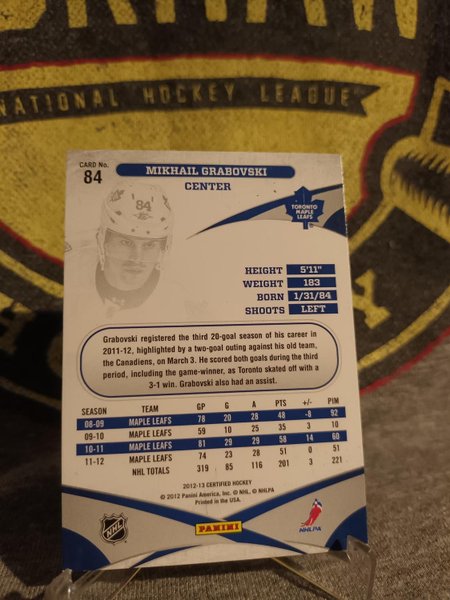 NATIONAL HOCKEY LEAGUE
CARD No.
84
MIKHAIL GRABOVSKI
CENTER
84
TORONTO
MAPLE
LEAFS
HEIGHT 5'11"
WEIGHT 183
BORN 1/31/84
SHOOTS LEFT
Grabovski registered the third 20-goal season of his career in
2011-12, highlighted by a two-goal outing against his old team,
the Canadiens, on March 3. He scored both goals during the third
period, including the game-winner, as Toronto skated off with a
3-1 win. Grabovski also had an assist.
SEASON TEAM GP G A PTS +/- PIM
08-09 MAPLE LEAFS 78 20 28 48 -8 92
09-10 MAPLE LEAFS 59 10 25 35 3 10
10-11 MAPLE LEAFS 81 29 29 58 14 60
11-12 MAPLE LEAFS 74 23 28 51 0 51
NHL TOTALS 319 85 116 201 3 221
2012-13 CERTIFIED HOCKEY
© 2012 Panini America, Inc. © NHL. © NHLPA
Printed in the USA.
NHL
PANINI
NHLPA